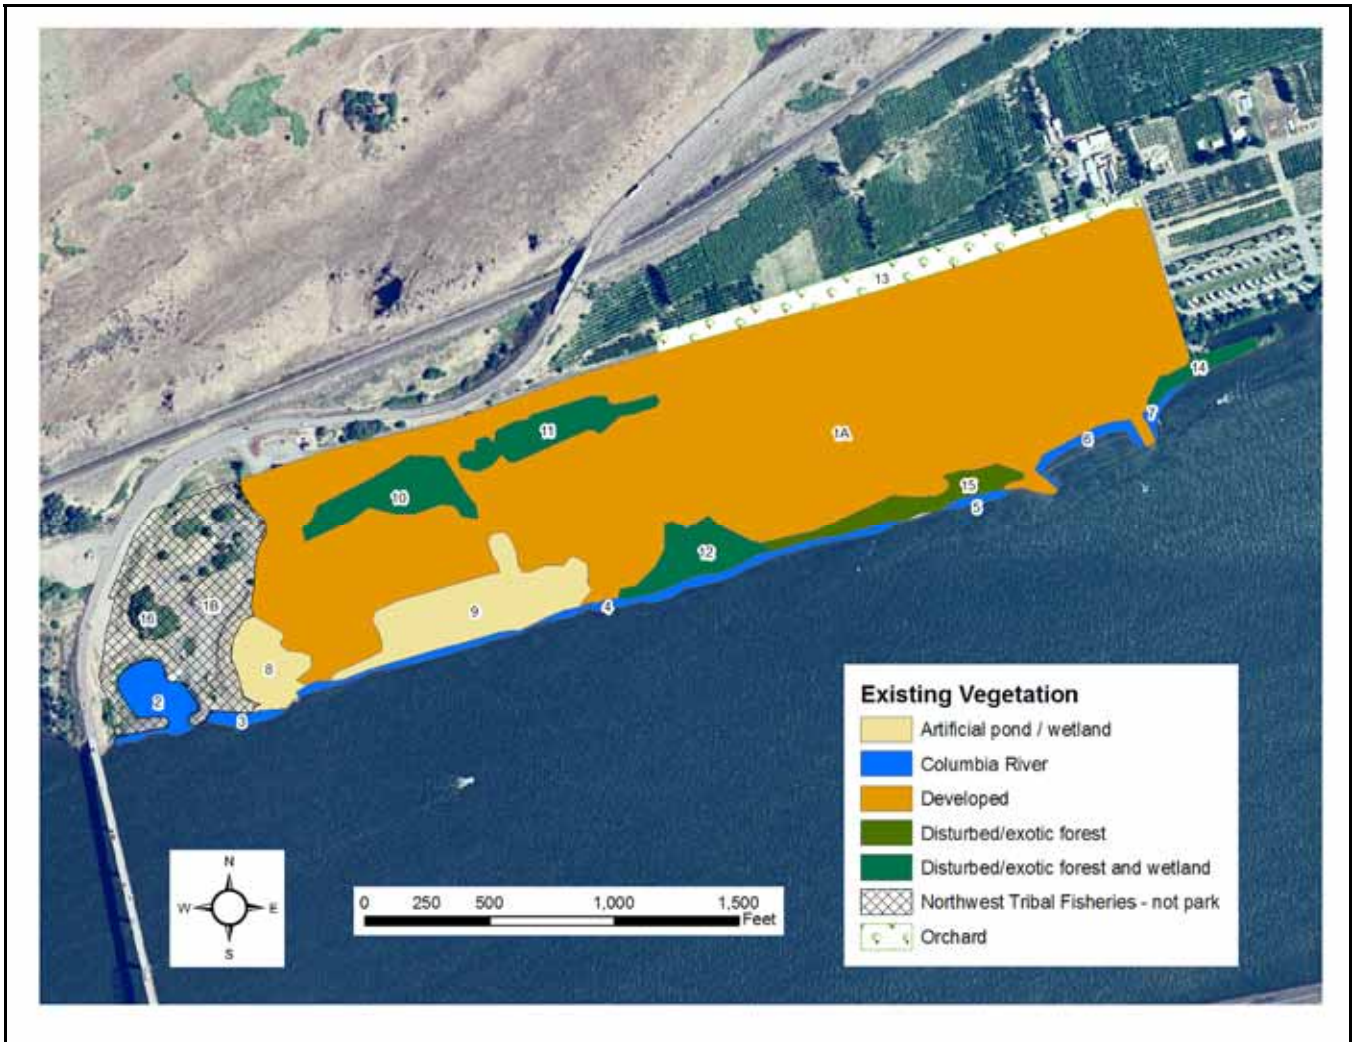 13
14
7
6
11
1A
10
15
5
12
16
1B
9
4
8
2
3
Existing Vegetation
Artificial pond / wetland
Columbia River
Developed
Disturbed/exotic forest
Disturbed/exotic forest and wetland
Northwest Tribal Fisheries - not park
Orchard
N
W E
S
0 250 500 1,000 1,500
Feet